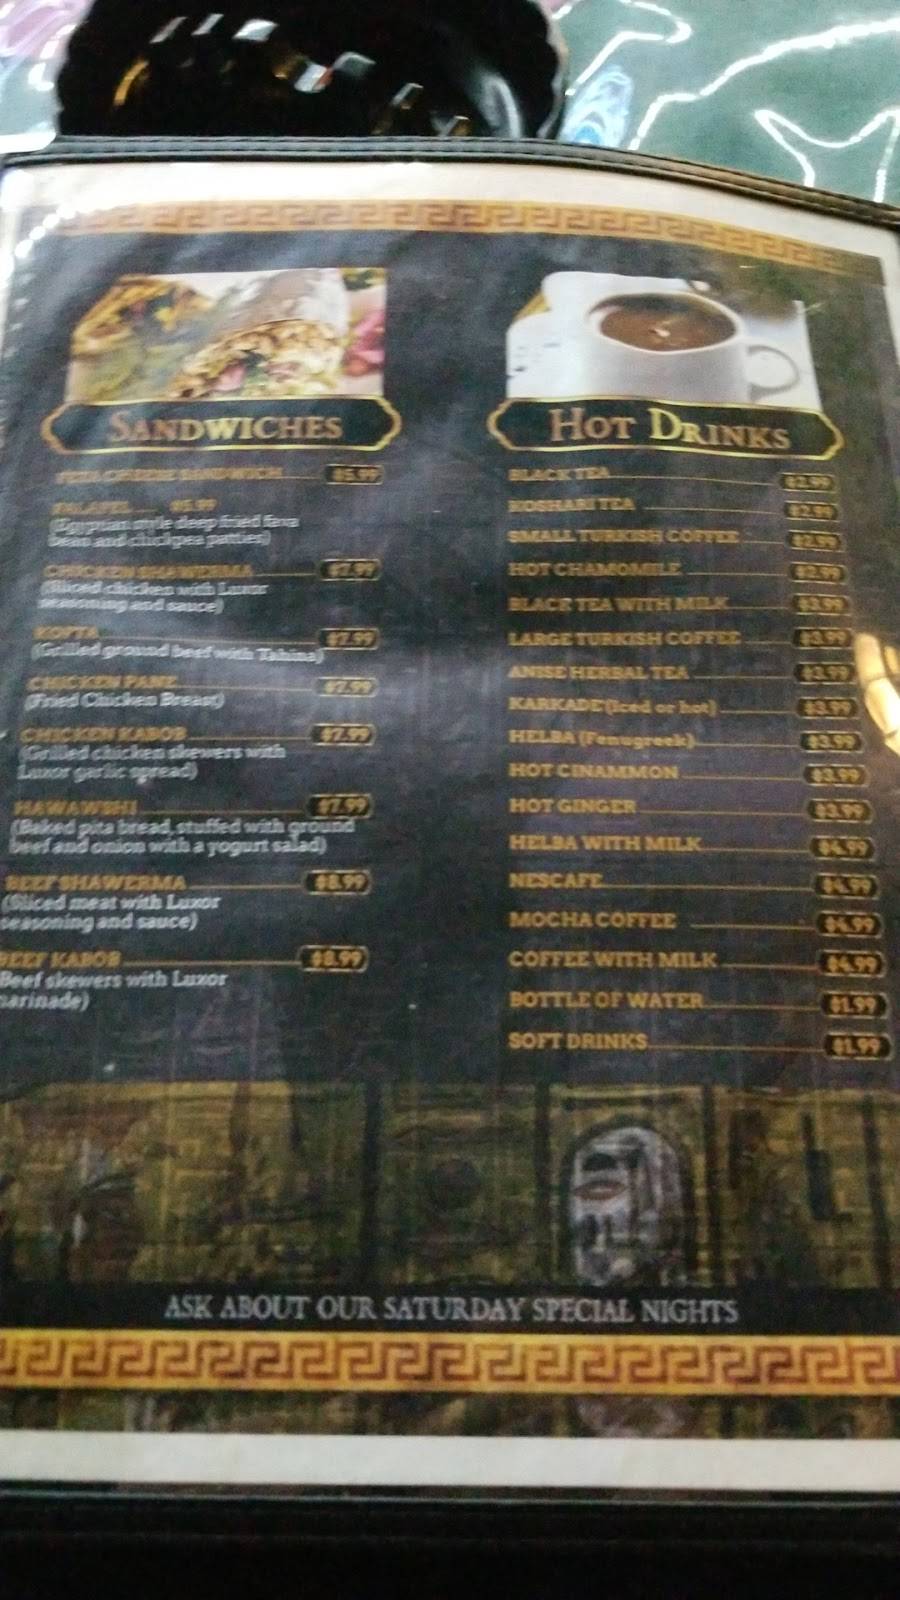 SANDWICHES
FETA CHEESE SANDWICH $5.99
FALAFEL $5.99
(Egyptian style deep fried fava
bean and chickpea patties)
CHICKEN SHAWERMA $7.99
(Sliced chicken with Luxor
seasoning and sauce)
KOFTA $7.99
(Grilled ground beef with Tahina)
CHICKEN PANE $7.99
(Fried Chicken Breast)
CHICKEN KABOB $7.99
(Grilled chicken skewers with
Luxor garlic spread)
HAWAWSHI $7.99
(Baked pita bread, stuffed with ground
beef and onion with a yogurt salad)
BEEF SHAWERMA $8.99
(Sliced meat with Luxor
seasoning and sauce)
BEEF KABOB $8.99
Beef skewers with Luxor
arinade)
HOT DRINKS
BLACK TEA $2.99
KOSHARI TEA $2.99
SMALL TURKISH COFFEE $2.99
HOT CHAMOMILE $2.99
BLACK TEA WITH MILK $3.99
LARGE TURKISH COFFEE $3.99
ANISE HERBAL TEA $3.99
KARKADE (Iced or hot) $3.99
HELBA (Fenugreek) $3.99
HOT CINAMMON $3.99
HOT GINGER $3.99
HELBA WITH MILK $4.99
NESCAFE $4.99
MOCHA COFFEE $4.99
COFFEE WITH MILK $4.99
BOTTLE OF WATER $1.99
SOFT DRINKS $1.99
ASK ABOUT OUR SATURDAY SPECIAL NIGHTS